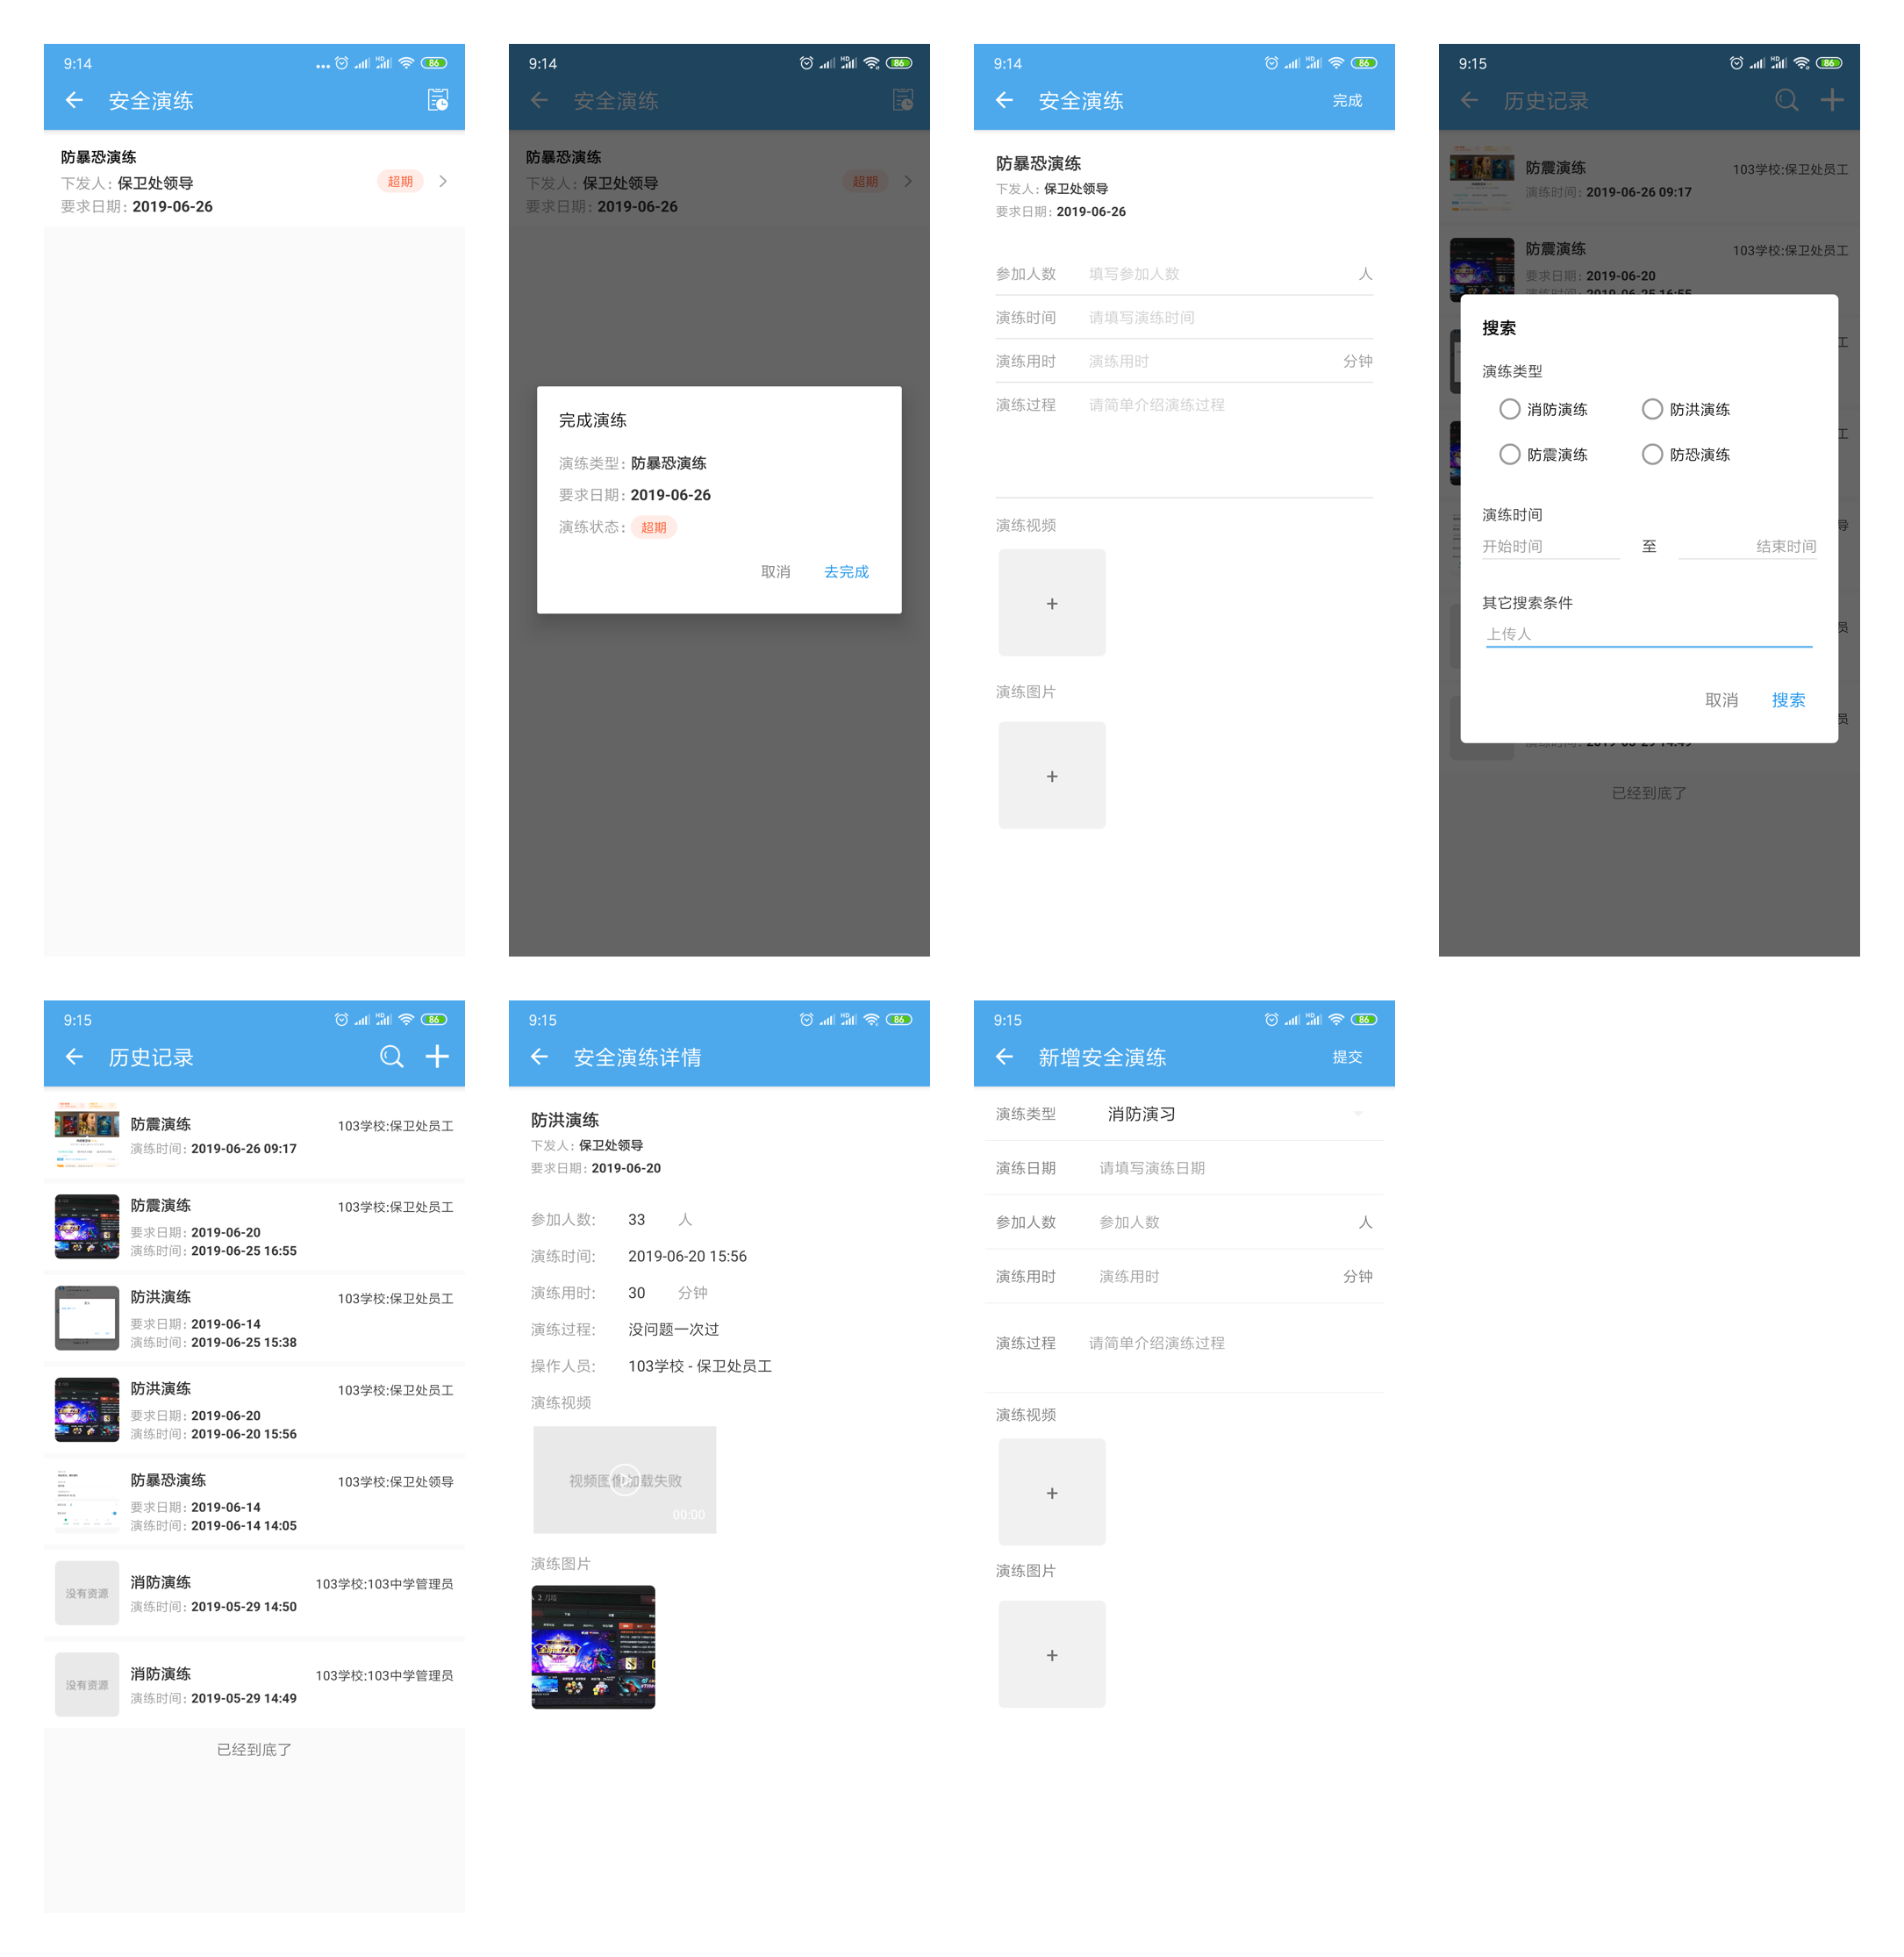 9:14
86
安全演练
防暴恐演练
下发人: 保卫处领导
超期
要求日期: 2019-06-26
9:14
86
安全演练
防暴恐演练
下发人: 保卫处领导
超期
要求日期: 2019-06-26
完成演练
演练类型: 防暴恐演练
要求日期: 2019-06-26
演练状态: 超期
取消 去完成
9:14
86
安全演练 完成
防暴恐演练
下发人: 保卫处领导
要求日期: 2019-06-26
参加人数 填写参加人数 人
演练时间 请填写演练时间
演练用时 演练用时 分钟
演练过程 请简单介绍演练过程
演练视频
+
演练图片
+
9:15
86
历史记录
防震演练 103学校:保卫处员工
演练时间: 2019-06-26 09:17
防震演练 103学校:保卫处员工
要求日期: 2019-06-20
演练时间: 2019-06-25 16:55
搜索
演练类型
消防演练 防洪演练
防震演练 防恐演练
演练时间
开始时间 至 结束时间
其它搜索条件
上传人
取消 搜索
已经到底了
9:15
86
历史记录
防震演练 103学校:保卫处员工
演练时间: 2019-06-26 09:17
防震演练 103学校:保卫处员工
要求日期: 2019-06-20
演练时间: 2019-06-25 16:55
防洪演练 103学校:保卫处员工
要求日期: 2019-06-14
演练时间: 2019-06-25 15:38
防洪演练 103学校:保卫处员工
要求日期: 2019-06-20
演练时间: 2019-06-20 15:56
防暴恐演练 103学校:保卫处领导
要求日期: 2019-06-14
演练时间: 2019-06-14 14:05
没有资源
消防演练 103学校:103中学管理员
演练时间: 2019-05-29 14:50
没有资源
消防演练 103学校:103中学管理员
演练时间: 2019-05-29 14:49
已经到底了
9:15
86
安全演练详情
防洪演练
下发人: 保卫处领导
要求日期: 2019-06-20
参加人数: 33 人
演练时间: 2019-06-20 15:56
演练用时: 30 分钟
演练过程: 没问题一次过
操作人员: 103学校 - 保卫处员工
演练视频
视频图像加载失败
00:00
演练图片
9:15
86
新增安全演练 提交
演练类型 消防演习
演练日期 请填写演练日期
参加人数 参加人数 人
演练用时 演练用时 分钟
演练过程 请简单介绍演练过程
演练视频
+
演练图片
+